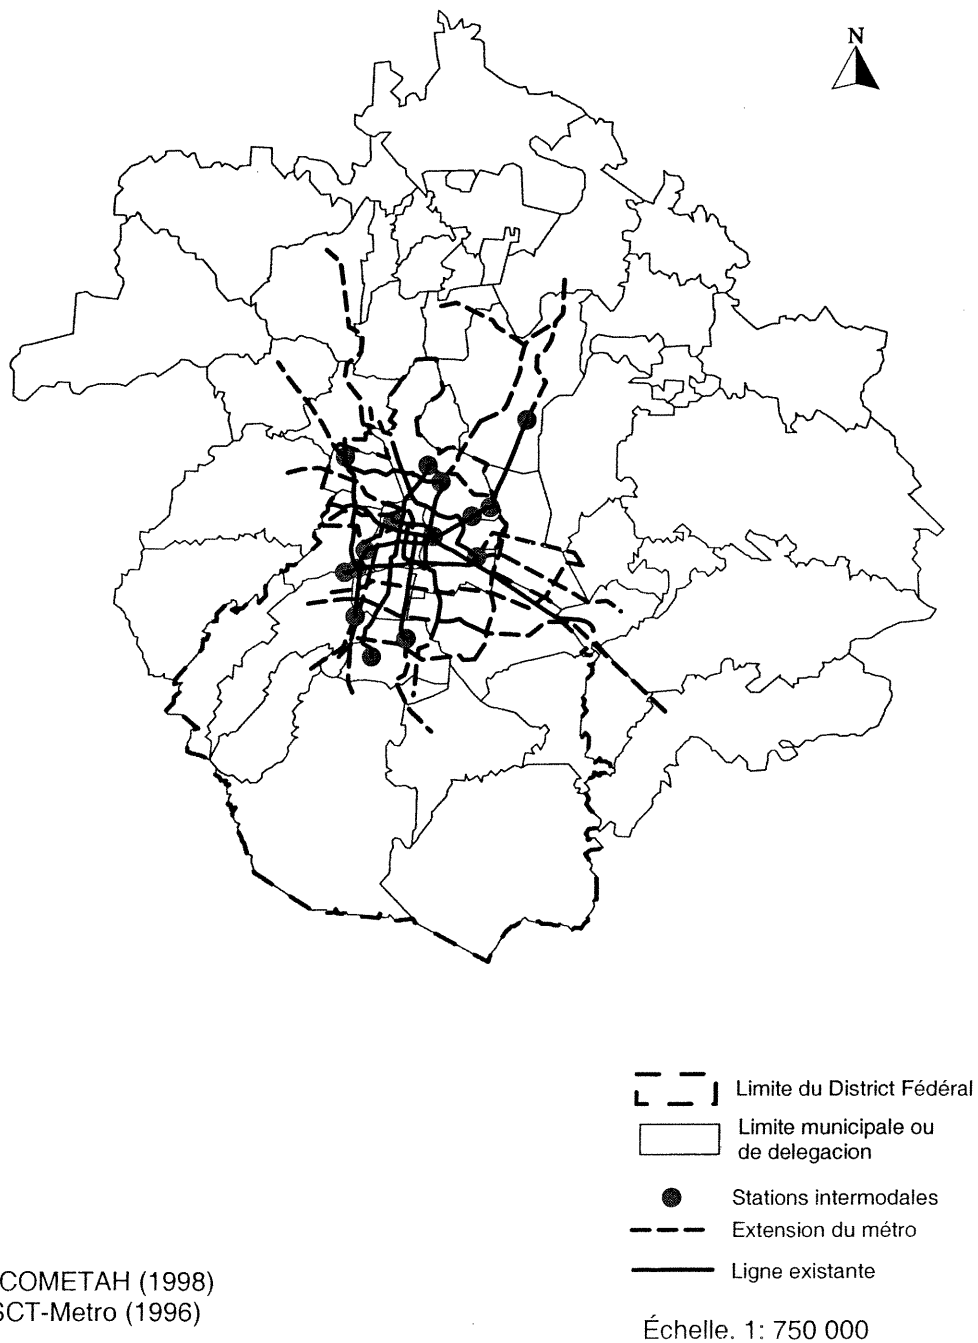 N
Limite du District Fédéral
Limite municipale ou
de delegacion
Stations intermodales
Extension du métro
Ligne existante
COMETAH (1998)
SCT-Metro (1996)
Échelle. 1: 750 000